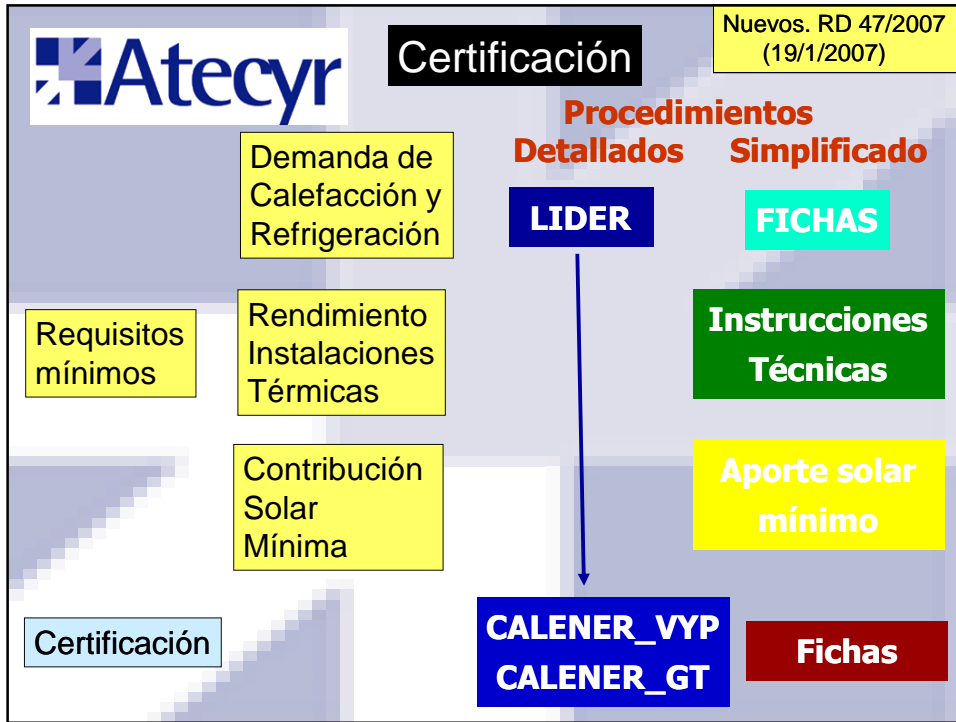 Atecyr
Certificación
Nuevos. RD 47/2007
(19/1/2007)
Procedimientos
Detallados Simplificado
Demanda de
Calefacción y
Refrigeración
LIDER
FICHAS
Requisitos
mínimos
Rendimiento
Instalaciones
Térmicas
Instrucciones
Técnicas
Contribución
Solar
Mínima
Aporte solar
mínimo
Certificación
CALENER_VYP
CALENER_GT
Fichas